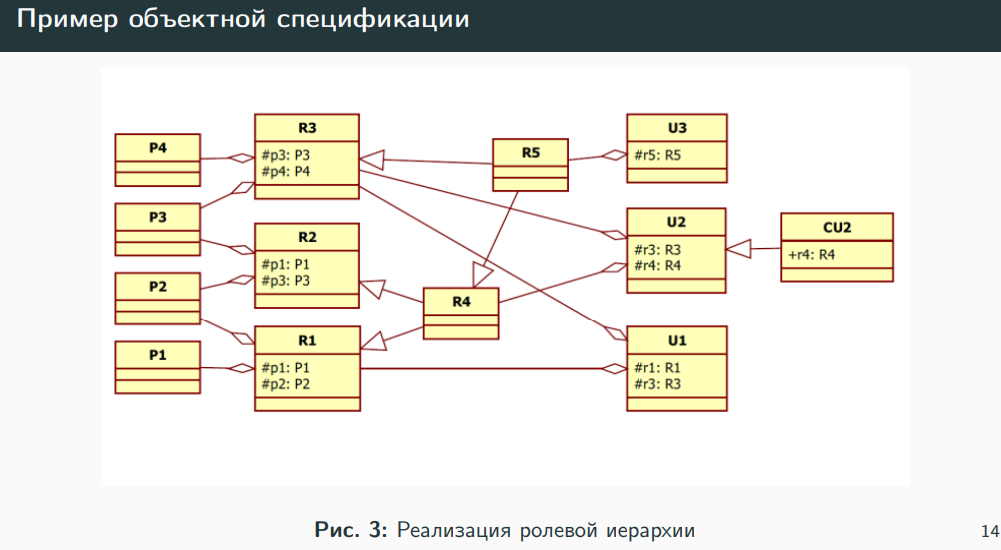 Пример объектной спецификации
P4
P3
P2
P1
R3
#p3: P3
#p4: P4
R2
#p1: P1
#p3: P3
R1
#p1: P1
#p2: P2
R5
R4
U3
#r5: R5
U2
#r3: R3
#r4: R4
U1
#r1: R1
#r3: R3
CU2
+r4: R4
Рис. 3: Реализация ролевой иерархии
14